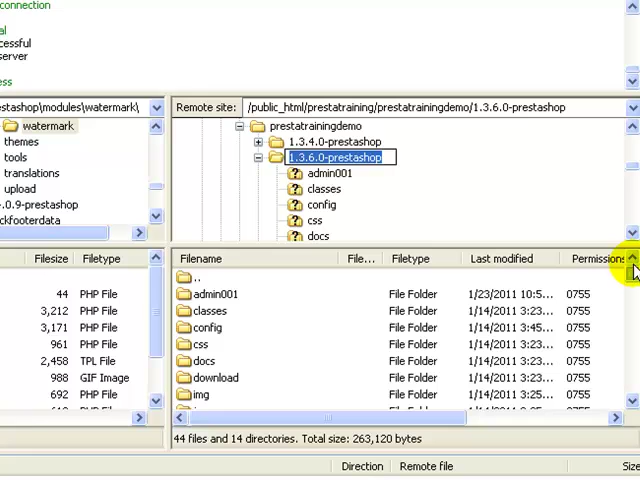 connection
al
cessful
server
ess
estashop\modules\watermark\
Remote site: /public_html/prestatraining/prestatrainingdemo/1.3.6.0-prestashop
watermark
themes
tools
translations
upload
-.0.9-prestashop
ckfooterdata
prestatrainingdemo
1.3.4.0-prestashop
1.3.6.0-prestashop
admin001
classes
config
css
docs
Filesize Filetype
44 PHP File
3,212 PHP File
3,171 PHP File
961 PHP File
2,458 TPL File
988 GIF Image
692 PHP File
Filename File... Filetype Last modified Permissions
..
admin001 File Folder 1/23/2011 10:5... 0755
classes File Folder 1/14/2011 3:23... 0755
config File Folder 1/14/2011 3:45... 0755
css File Folder 1/14/2011 3:23... 0755
docs File Folder 1/14/2011 3:23... 0755
download File Folder 1/14/2011 3:23... 0755
img File Folder 1/14/2011 3:25... 0755
44 files and 14 directories. Total size: 263,120 bytes
Direction Remote file Size